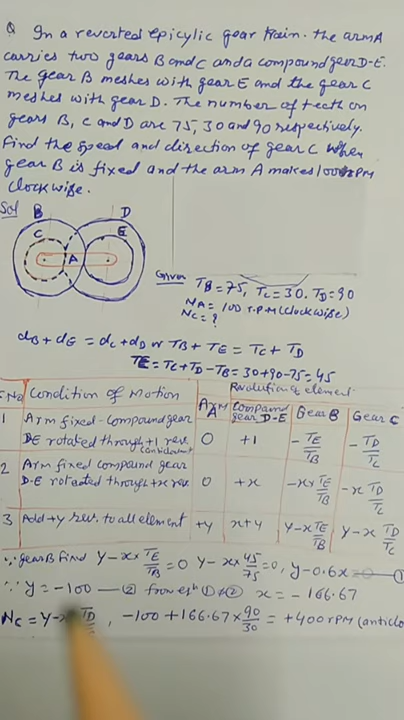 Q In a reverted epicylic gear train. the arm A
carries two gears B and C and a compound gear D-E.
The gear B meshes with gear E and the gear C
meshes with gear D. The number of teeth on
gears B, C and D are 75, 30 and 90 respectively.
Find the speed and direction of gear C when
gear B is fixed and the arm A makes 100 rPM
clockwise.
Sol
B D
C E
A
Given TB=75, TC=30. TD=90
NA=100 r.p.m (clockwise)
NC=?
dB+dE = dC+dD or TB+TE = TC+TD
TE=TC+TD-TB=30+90-75=45
S.No Condition of Motion Arm A Revolution of element
Compound gear D-E Gear B Gear C
1 Arm fixed-compound gear DE rotated through +1 rev. 0 +1 -TE/TB -TD/TC
2 Arm fixed compound gear D-E rotected through +x rev. 0 +x -x TE/TB -x TD/TC
3 Add +y rev. to all element +y x+y y-x TE/TB y-x TD/TC
∵ gear B find y-x×TE/TB=0 y-x×45/75=0, y-0.6x=0 ①
∵ y=-100 —② from eqn ① & ② x=-166.67
NC=y-x TD , -100+166.67×90/30=+400 rPM (anticlo